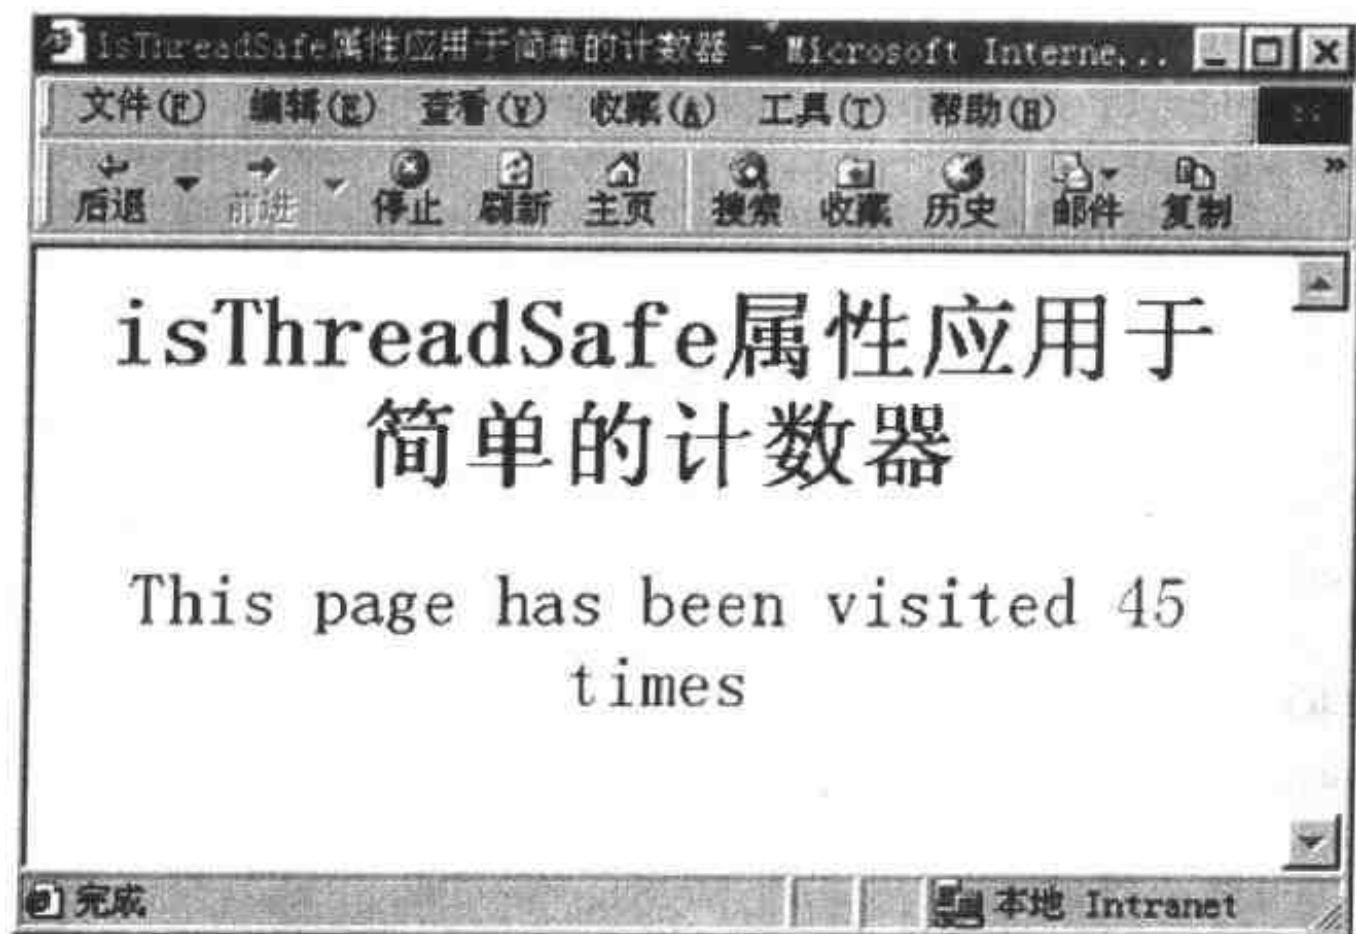 isThreadSafe属性应用于简单的计数器 - Microsoft Interne...
文件(F) 编辑(E) 查看(V) 收藏(A) 工具(T) 帮助(H)
后退 前进 停止 刷新 主页 搜索 收藏 历史 邮件 复制 »
isThreadSafe属性应用于
简单的计数器
This page has been visited 45
times
完成 本地 Intranet